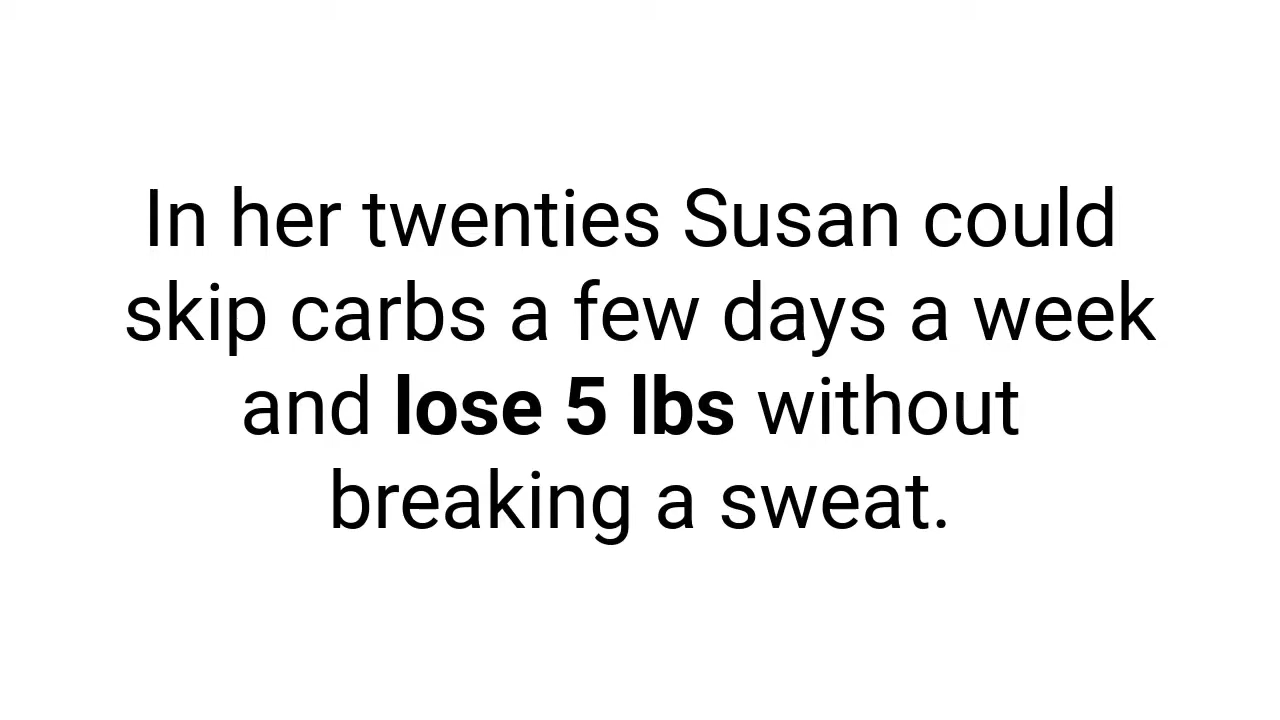 In her twenties Susan could
skip carbs a few days a week
and lose 5 lbs without
breaking a sweat.